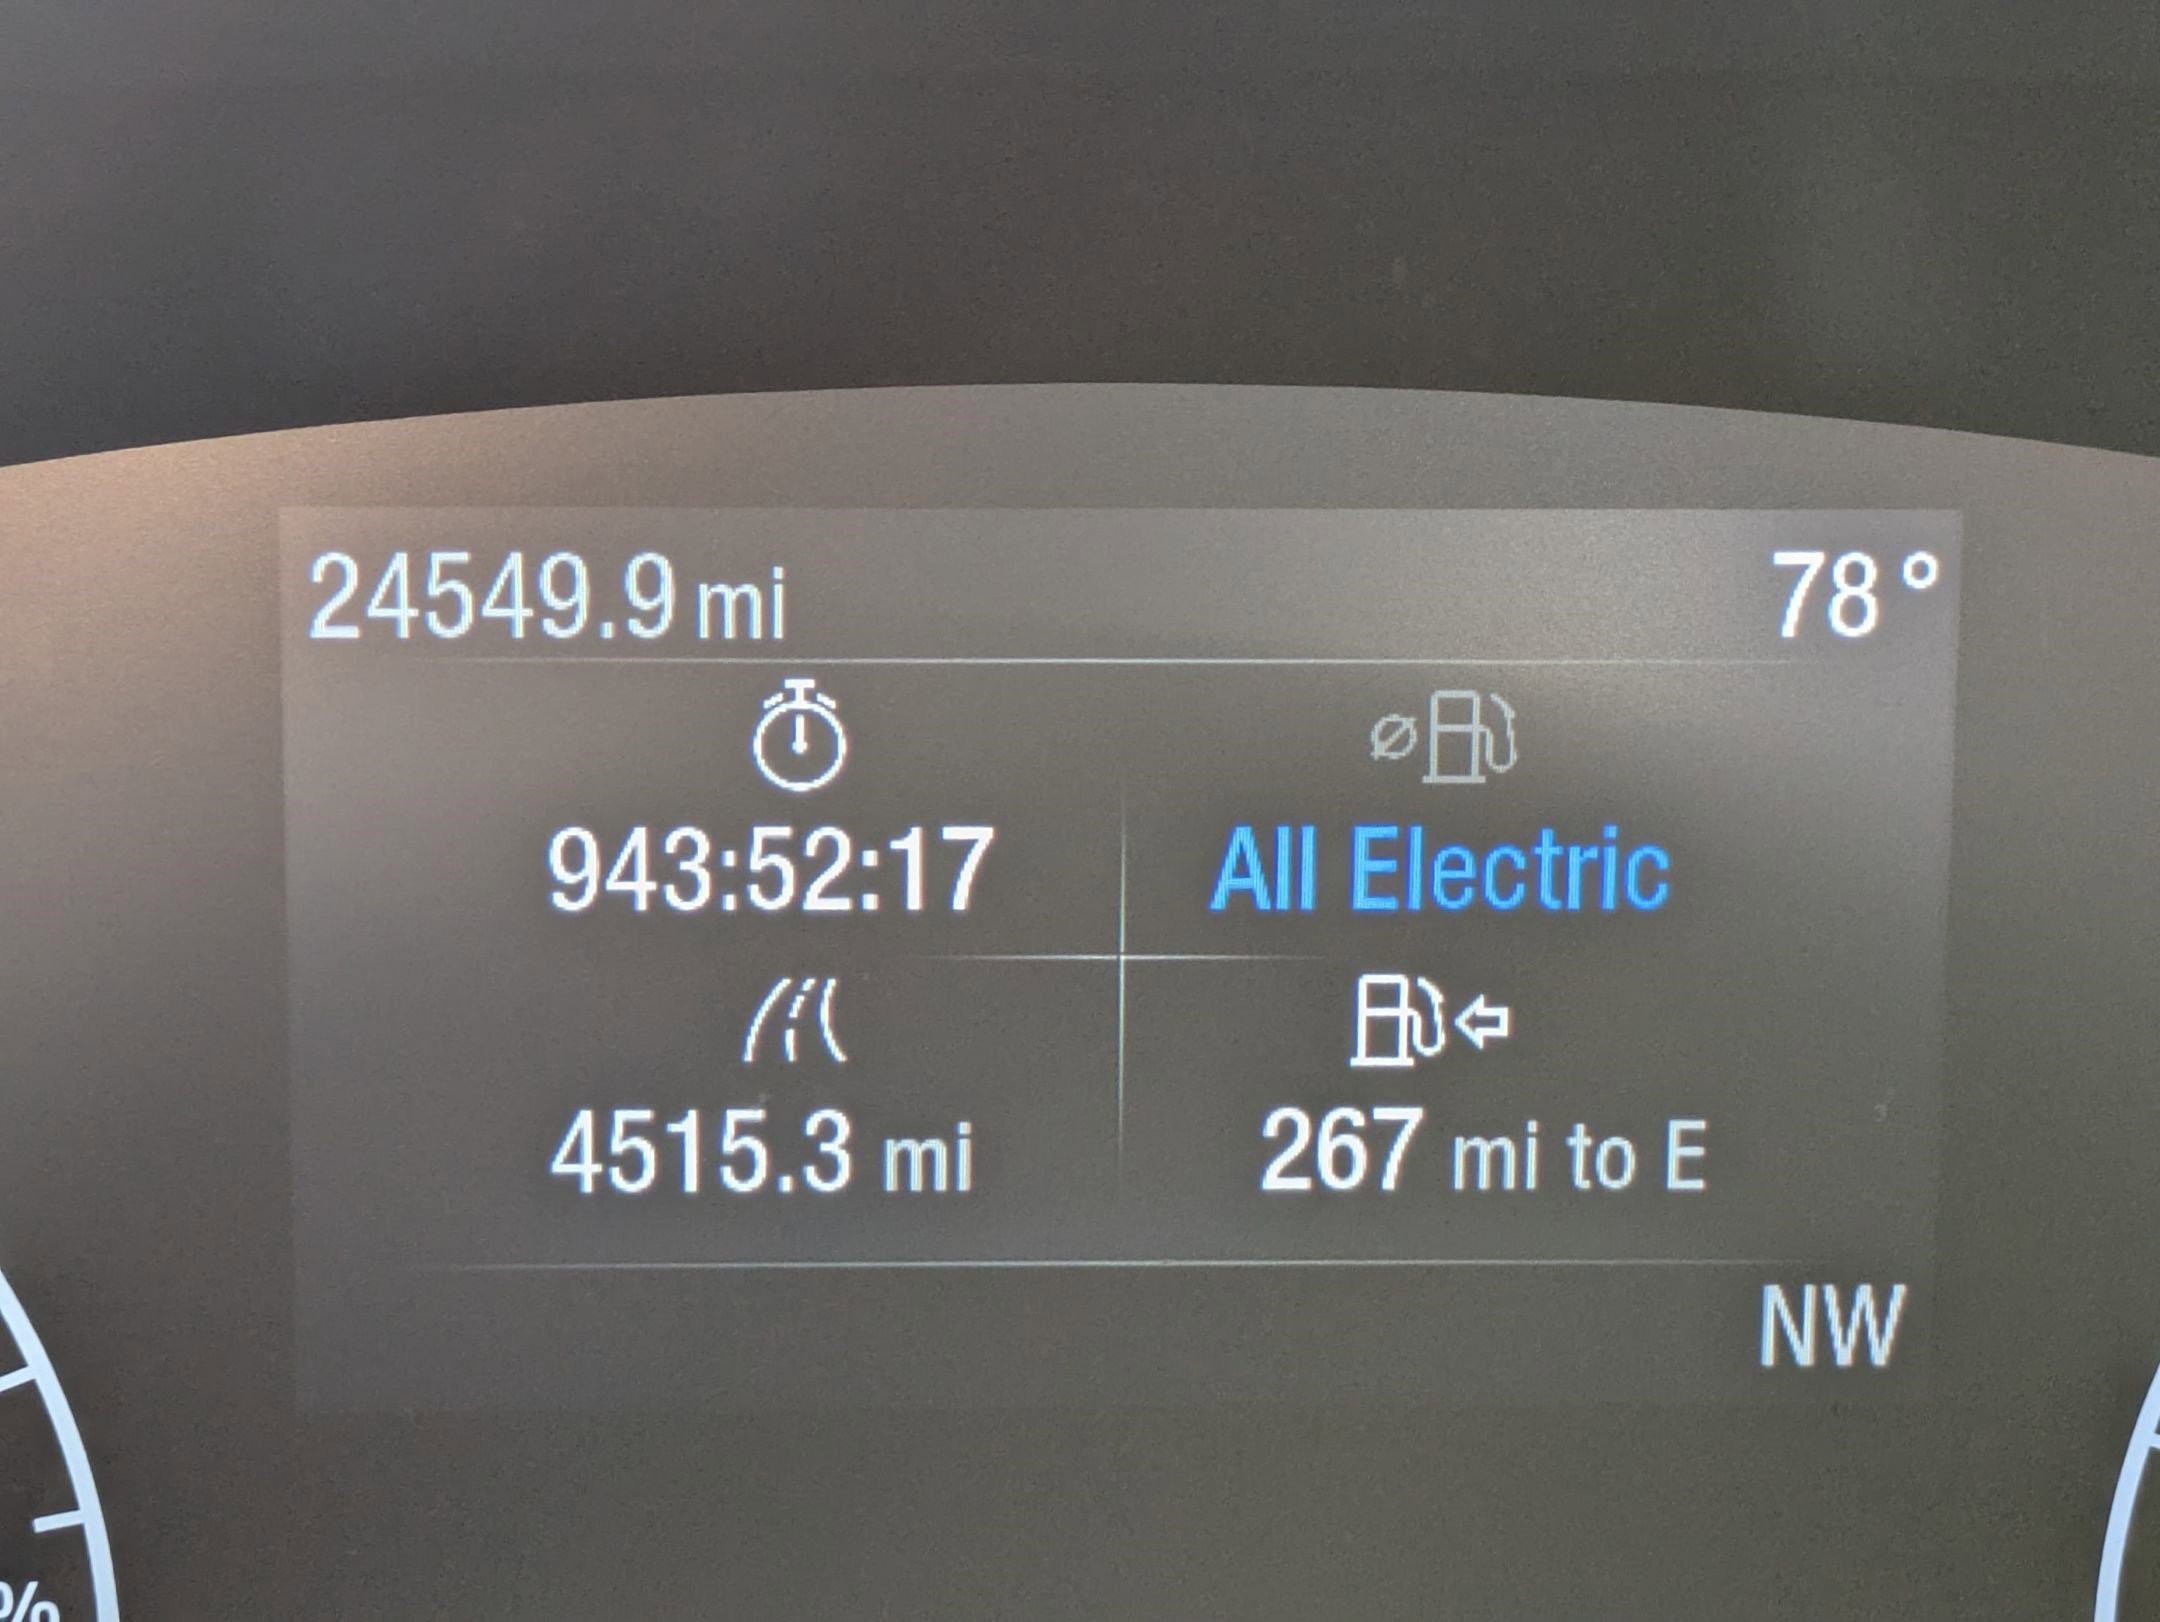 24549.9 mi 78°
943:52:17 All Electric
4515.3 mi 267 mi to E
NW
%